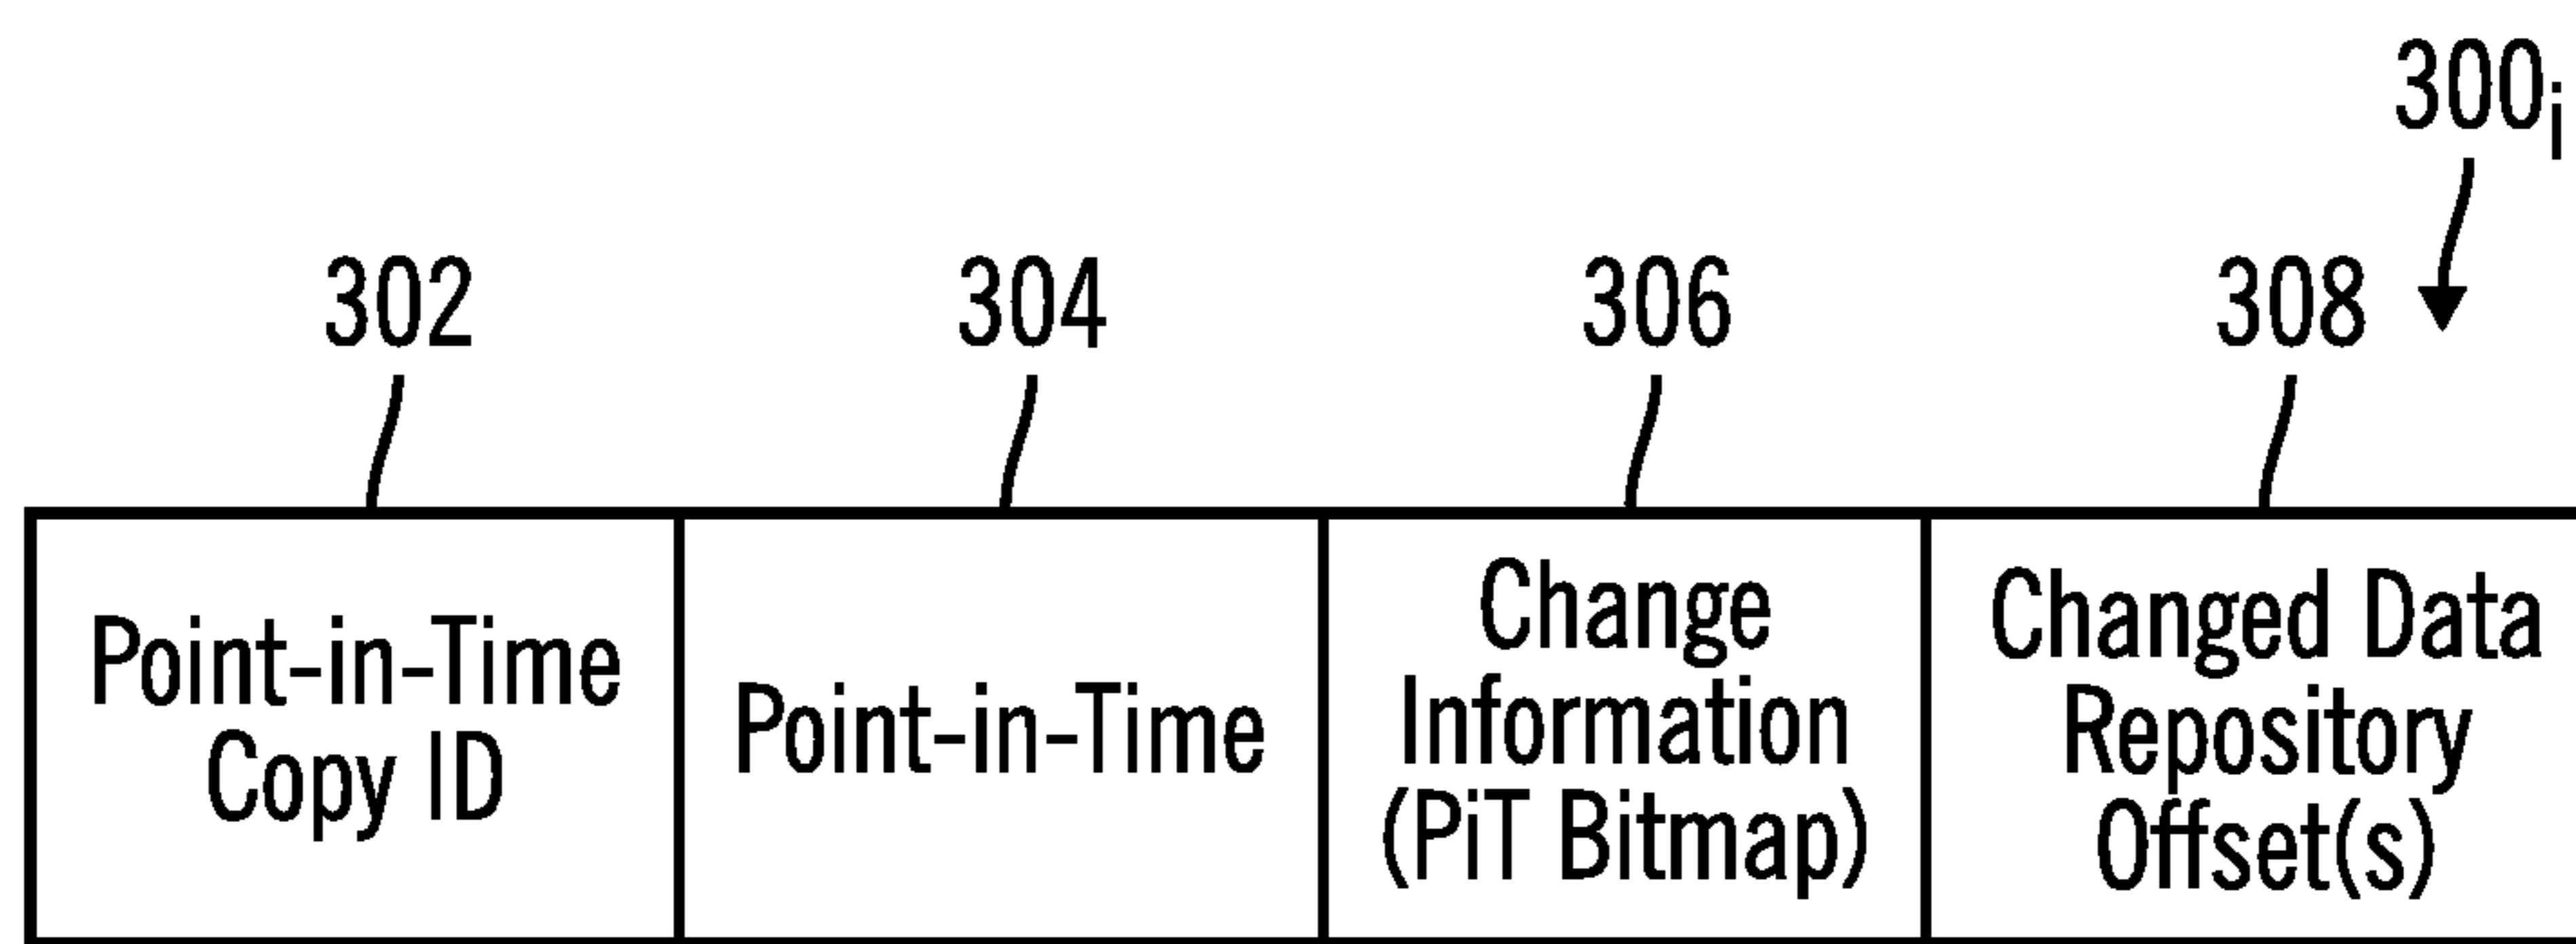 300i
302
304
306
308
Point-in-Time
Copy ID
Point-in-Time
Change
Information
(PiT Bitmap)
Changed Data
Repository
Offset(s)